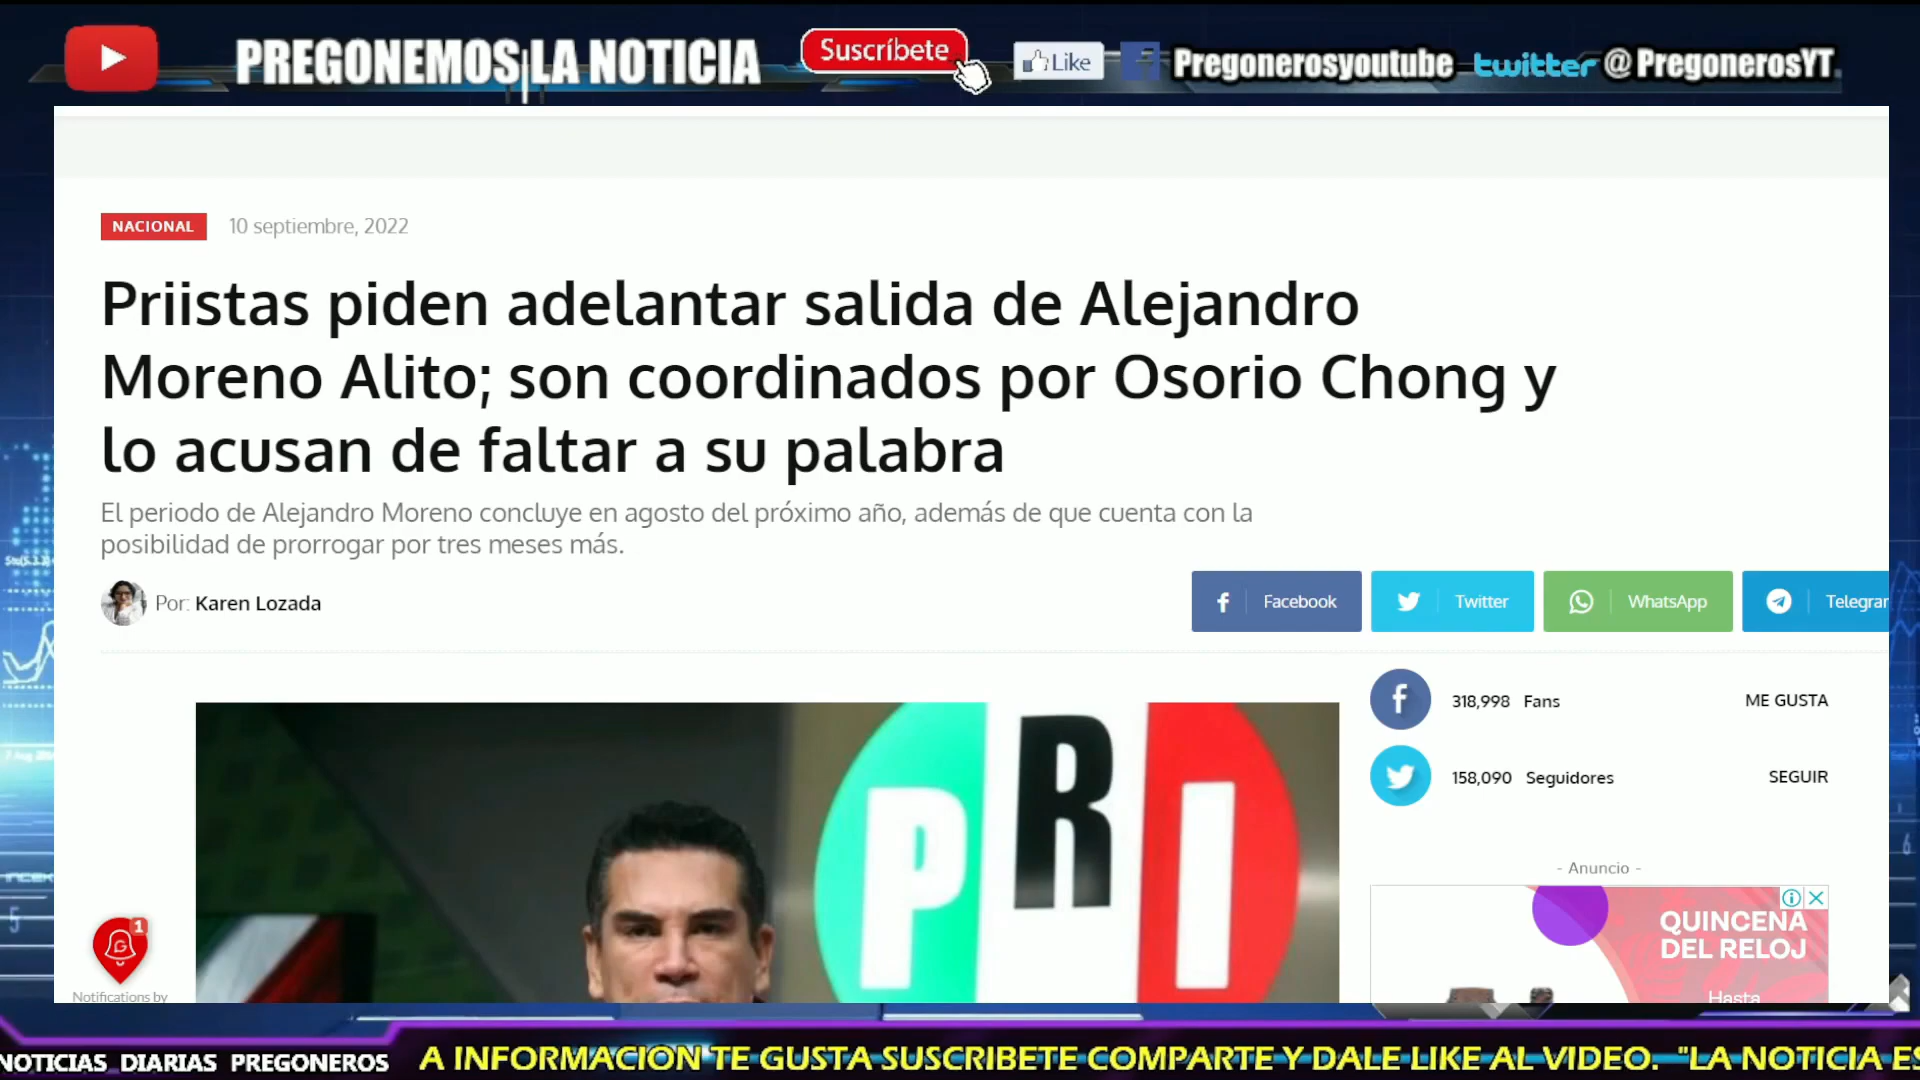 PREGONEMOS LA NOTICIA
Suscríbete
Like
Pregonerosyoutube
twitter @PregonerosYT
NACIONAL
10 septiembre, 2022
Priistas piden adelantar salida de Alejandro
Moreno Alito; son coordinados por Osorio Chong y
lo acusan de faltar a su palabra
El periodo de Alejandro Moreno concluye en agosto del próximo año, además de que cuenta con la
posibilidad de prorrogar por tres meses más.
Por: Karen Lozada
Facebook
Twitter
WhatsApp
Telegra
318,998 Fans
ME GUSTA
158,090 Seguidores
SEGUIR
PRI
- Anuncio -
QUINCENA
DEL RELOJ
Hasta
1
Notifications by
NOTICIAS DIARIAS PREGONEROS
A INFORMACION TE GUSTA SUSCRIBETE COMPARTE Y DALE LIKE AL VIDEO. "LA NOTICIA ES